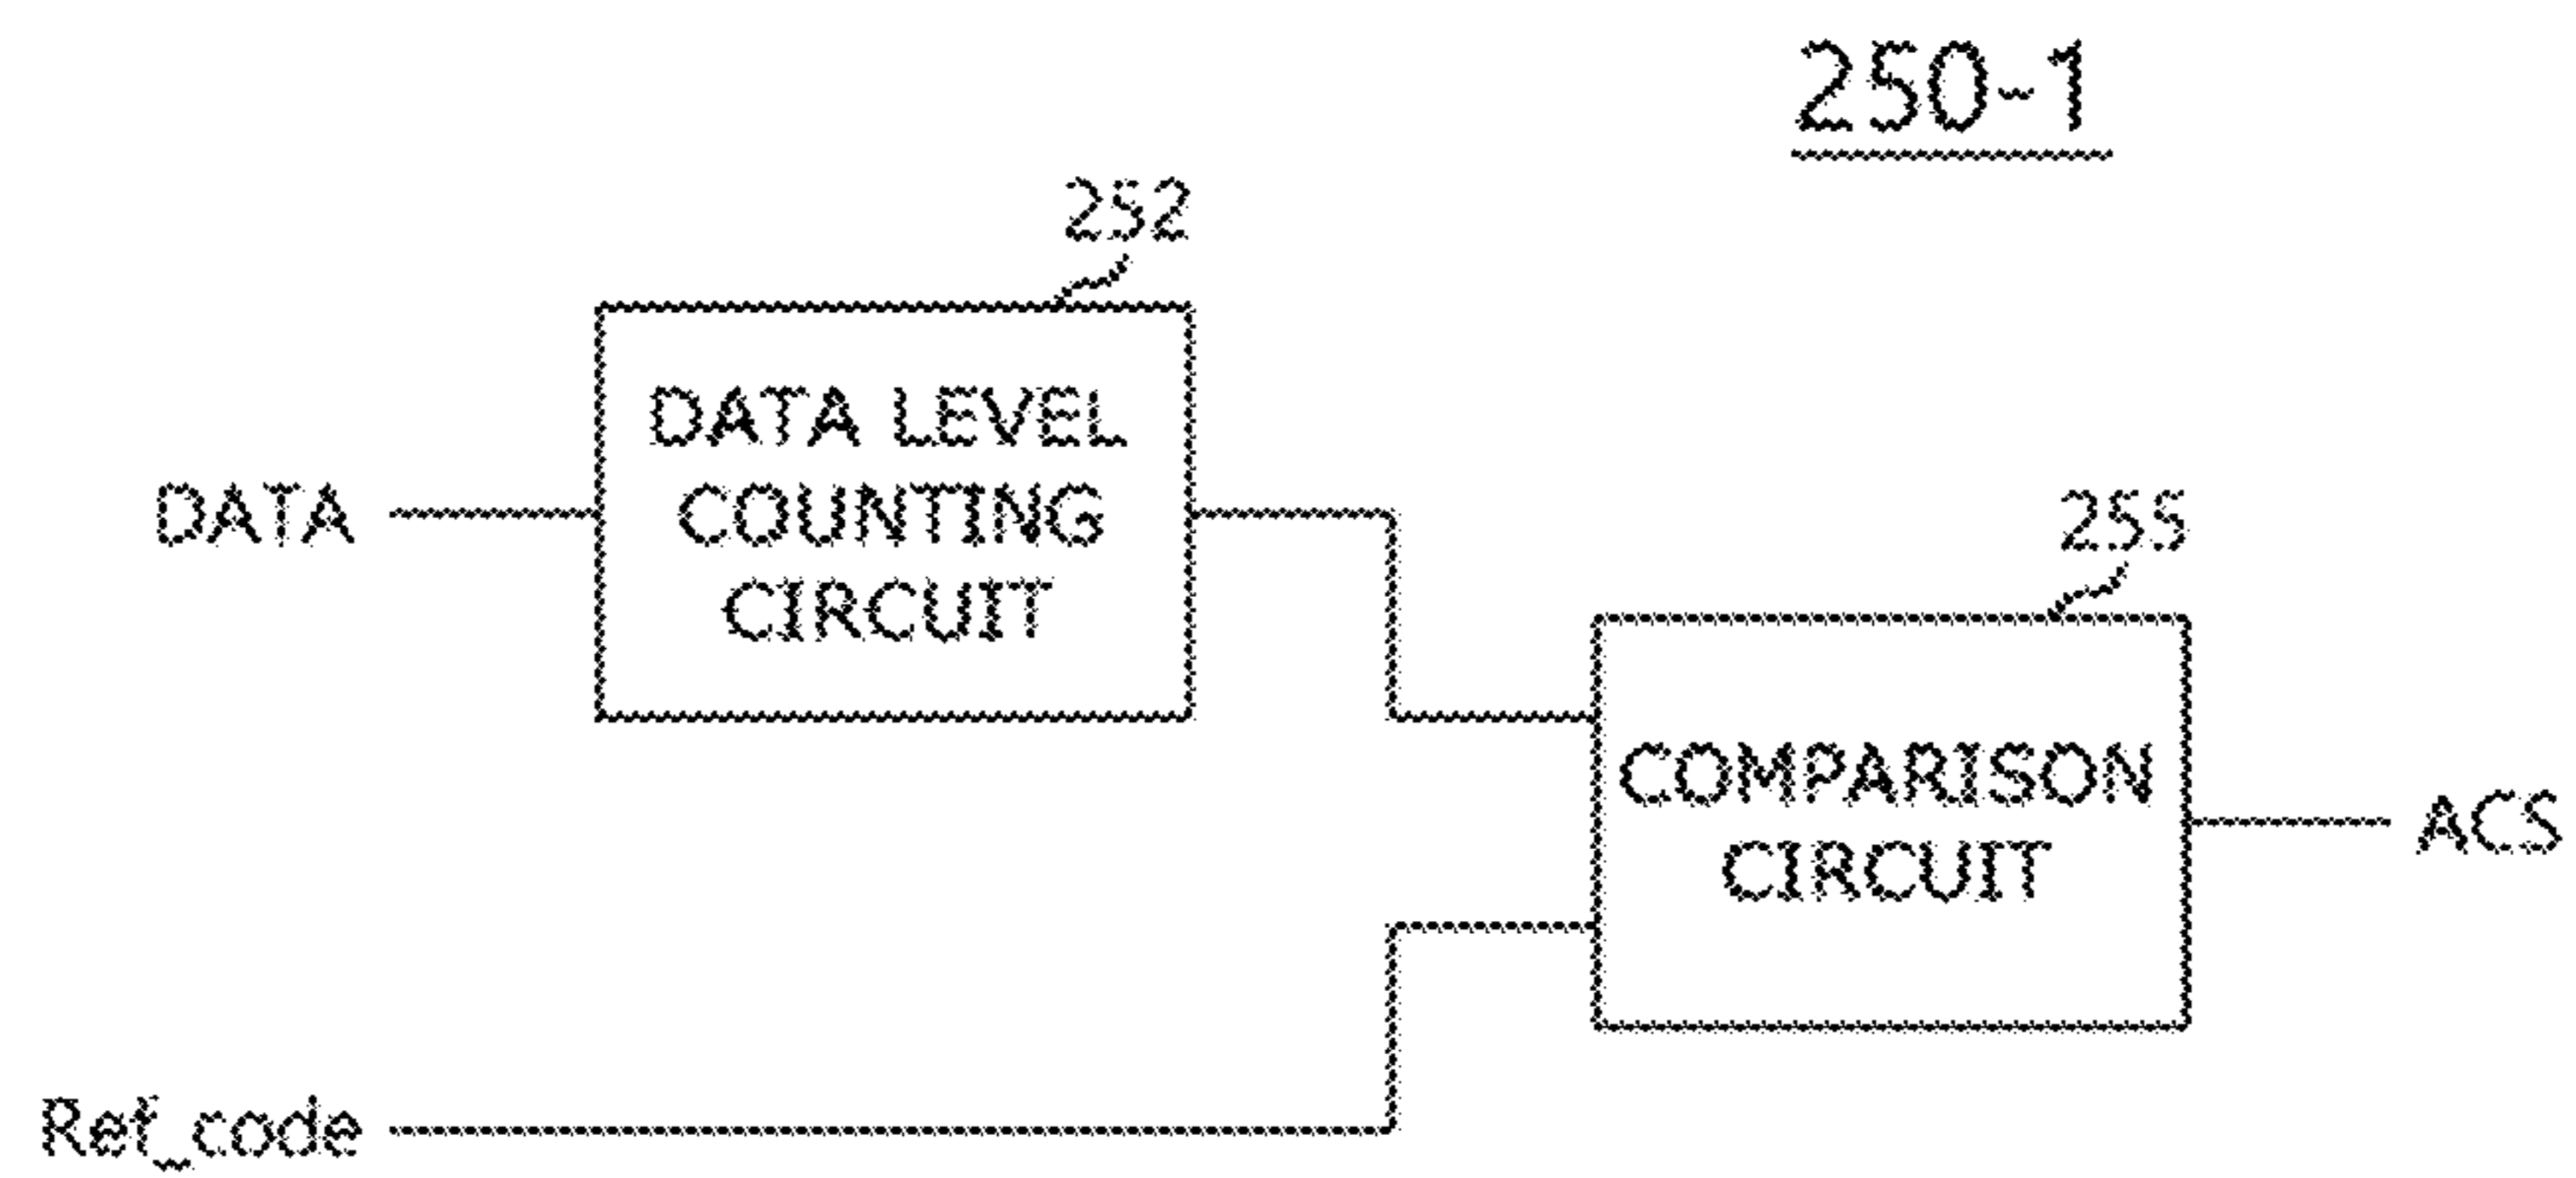 250-1
252
DATA LEVEL
COUNTING
CIRCUIT
DATA
255
COMPARISON
CIRCUIT
ACS
Ref_code